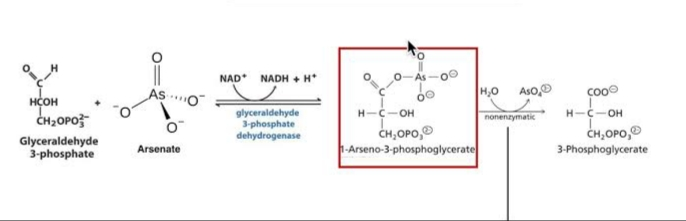 O H
C
HCOH
CH₂OPO₃²⁻
Glyceraldehyde
3-phosphate
+
O
As
⁻O O⁻
O⁻
Arsenate
NAD⁺ NADH + H⁺
glyceraldehyde
3-phosphate
dehydrogenase
O
O O—As—O⊖
C O⊖
H—C—OH
CH₂OPO₃
1-Arseno-3-phosphoglycerate
H₂O AsO₄
nonenzymatic
COO⊖
H—C—OH
CH₂OPO₃
3-Phosphoglycerate